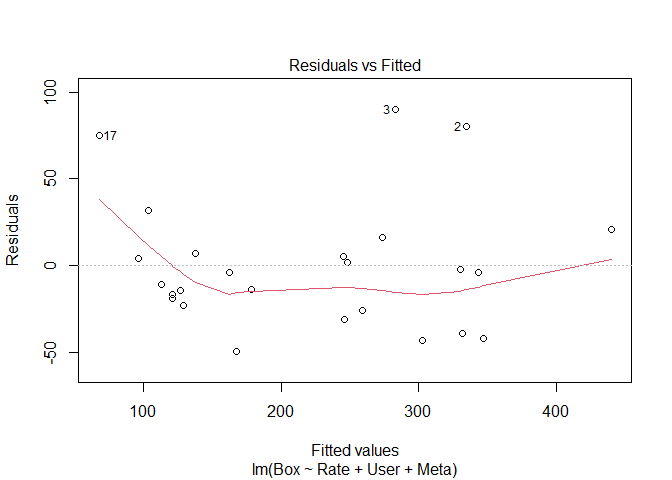 Residuals vs Fitted
100
50
0
-50
Residuals
17
3
2
100
200
300
400
Fitted values
lm(Box ~ Rate + User + Meta)